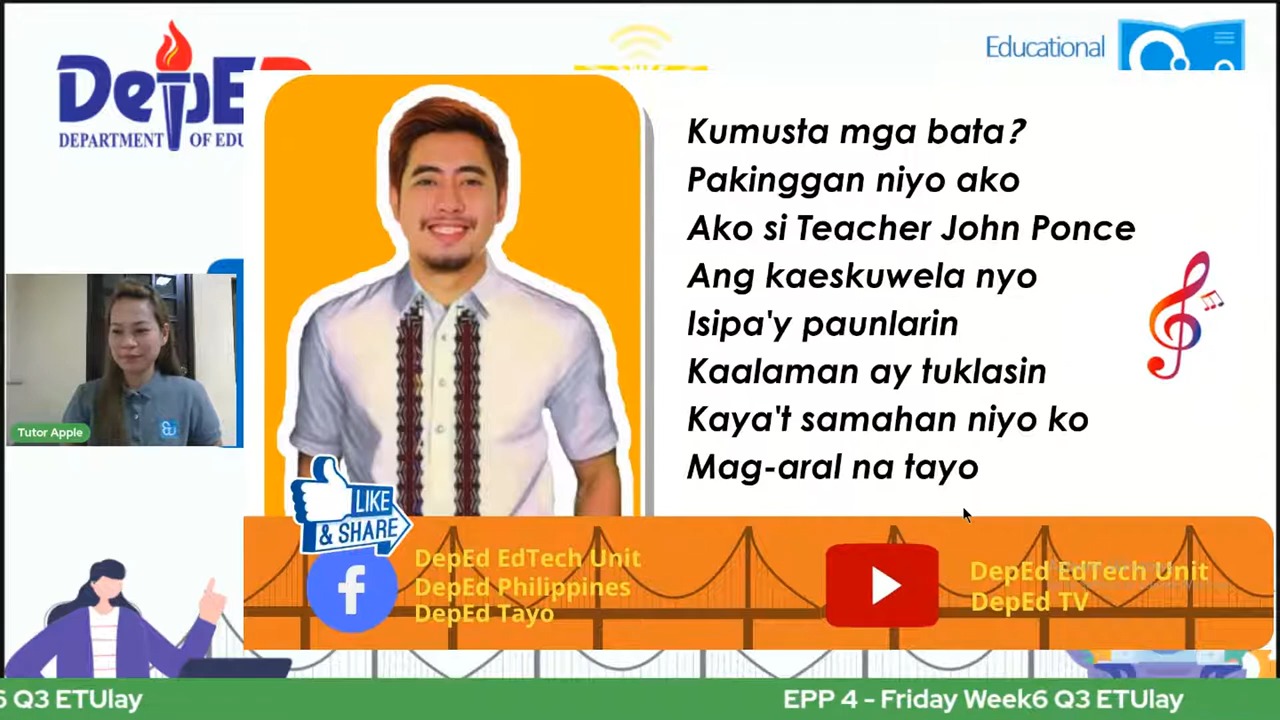 DepE
DEPARTMENT OF EDU
Educational
Kumusta mga bata?
Pakinggan niyo ako
Ako si Teacher John Ponce
Ang kaeskuwela nyo
Isipa'y paunlarin
Kaalaman ay tuklasin
Kaya't samahan niyo ko
Mag-aral na tayo
Tutor Apple
LIKE
& SHARE
DepEd EdTech Unit
DepEd Philippines
DepEd Tayo
DepEd EdTech Unit
DepEd TV
6 Q3 ETUlay
EPP 4 - Friday Week6 Q3 ETUlay